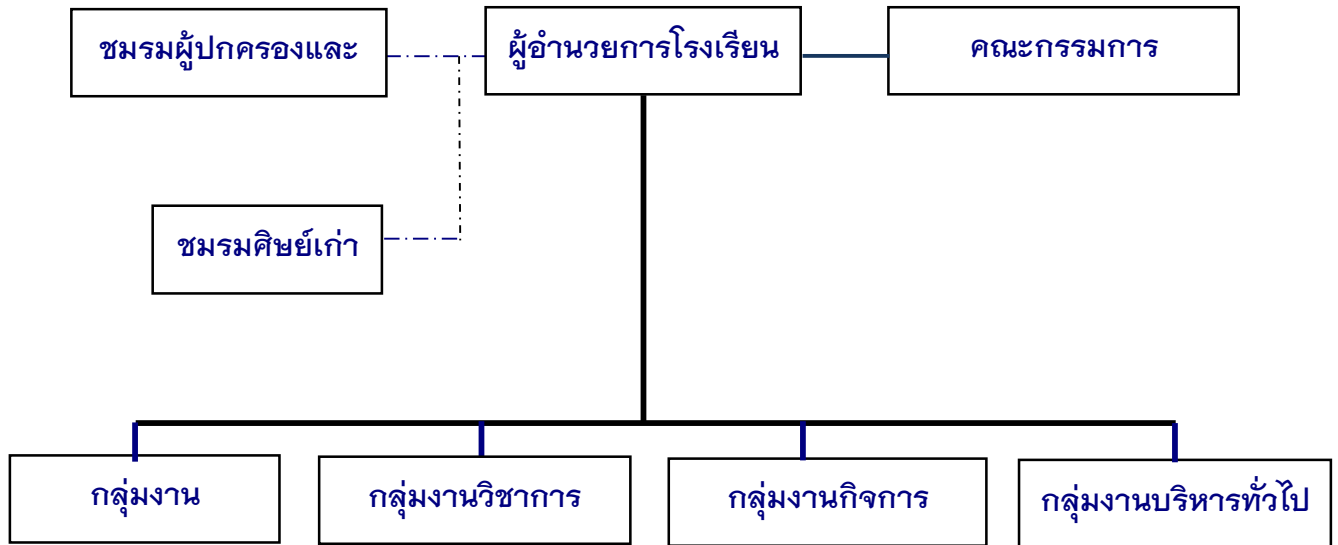 ชมรมผู้ปกครองและ
ผู้อำนวยการโรงเรียน
คณะกรรมการ
ชมรมศิษย์เก่า
กลุ่มงาน
กลุ่มงานวิชาการ
กลุ่มงานกิจการ
กลุ่มงานบริหารทั่วไป